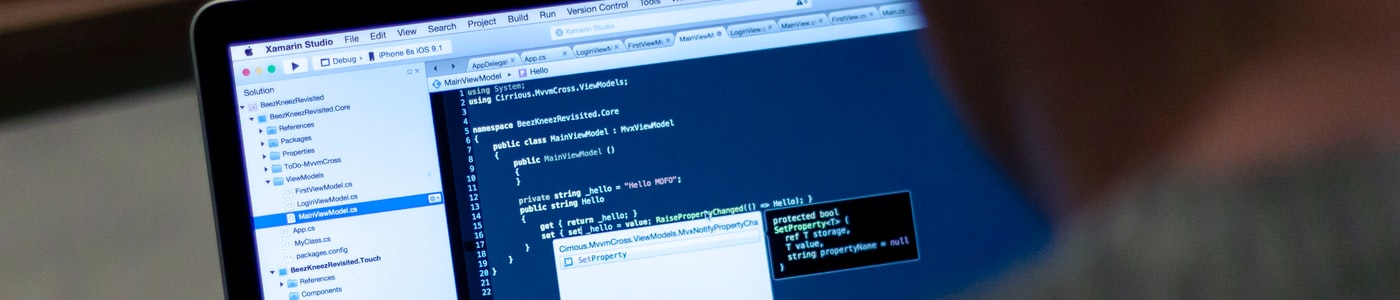 Xamarin Studio File Edit View Search Project Build Run Version Control Tools
Debug iPhone 6s iOS 9.1
Xamarin Studio
Solution
BeezKneezRevisited
BeezKneezRevisited.Core
References
Packages
Properties
ToDo-MvvmCross
ViewModels
FirstViewModel.cs
LoginViewModel.cs
MainViewModel.cs
App.cs
MyClass.cs
packages.config
BeezKneezRevisited.Touch
References
Components
AppDelegat App.cs LoginViewM FirstViewMo MainViewM LoginView.c MainView.c FirstView.c Main.cs
MainViewModel Hello
1 using System;
2 using Cirrious.MvvmCross.ViewModels;
3
4
5 namespace BeezKneezRevisited.Core
6 {
7 public class MainViewModel : MvxViewModel
8 {
9 public MainViewModel ()
10 {
11 }
12
13 private string _hello = "Hello MOFO";
14 public string Hello
15 {
16 get { return _hello; }
17 set { set _hello = value; RaisePropertyChanged(() => Hello); }
18 }
19 }
20 }
21
22
Cirrious.MvvmCross.ViewModels.MvxNotifyPropertyCha
SetProperty
protected bool
SetProperty<T> (
ref T storage,
T value,
string propertyName = null
)